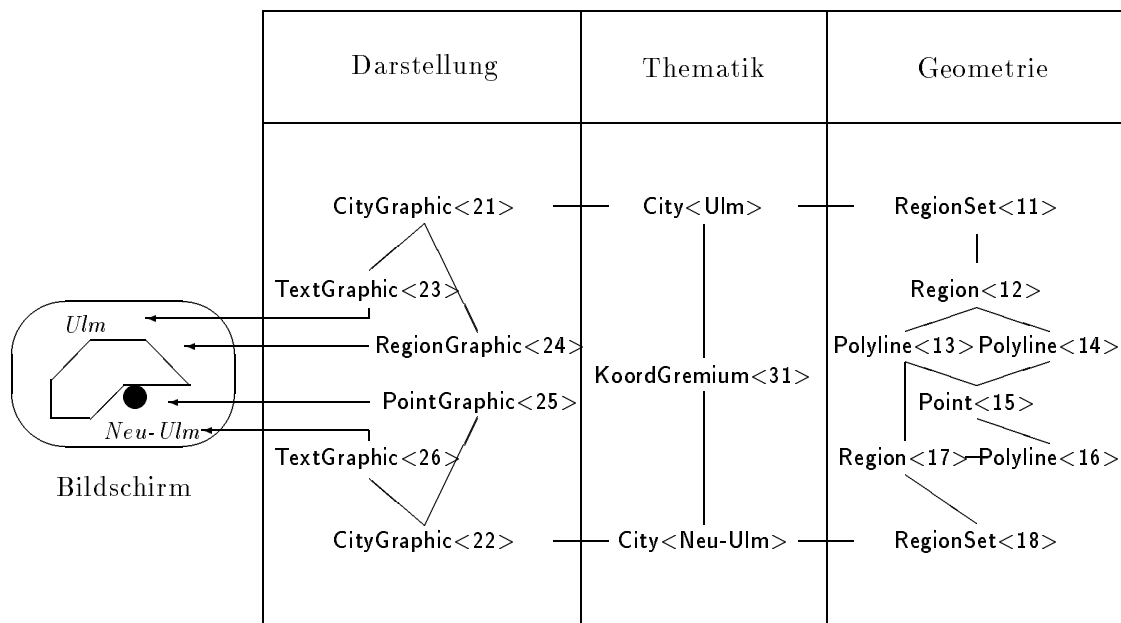 Darstellung Thematik Geometrie
CityGraphic<21> City<Ulm> RegionSet<11>
TextGraphic<23> Region<12>
Ulm
RegionGraphic<24> Polyline<13> Polyline<14>
KoordGremium<31>
PointGraphic<25> Point<15>
Neu-Ulm
TextGraphic<26> Region<17> Polyline<16>
Bildschirm
CityGraphic<22> City<Neu-Ulm> RegionSet<18>